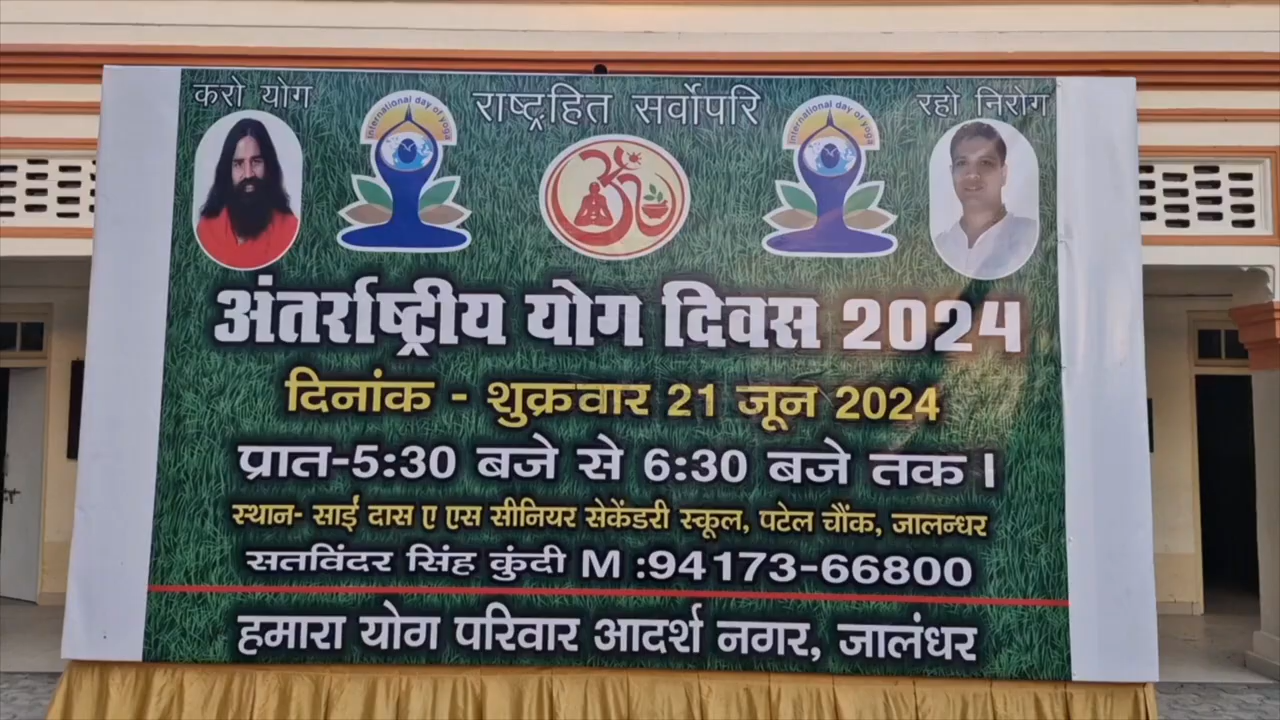 करो योग
राष्ट्रहित सर्वोपरि
रहो निरोग
international day of yoga
international day of yoga
अंतर्राष्ट्रीय योग दिवस 2024
दिनांक - शुक्रवार 21 जून 2024
प्रात-5:30 बजे से 6:30 बजे तक।
स्थान- साईं दास ए एस सीनियर सेकेंडरी स्कूल, पटेल चौंक, जालन्धर
सतविंदर सिंह कुंदी M :94173-66800
हमारा योग परिवार आदर्श नगर, जालंधर